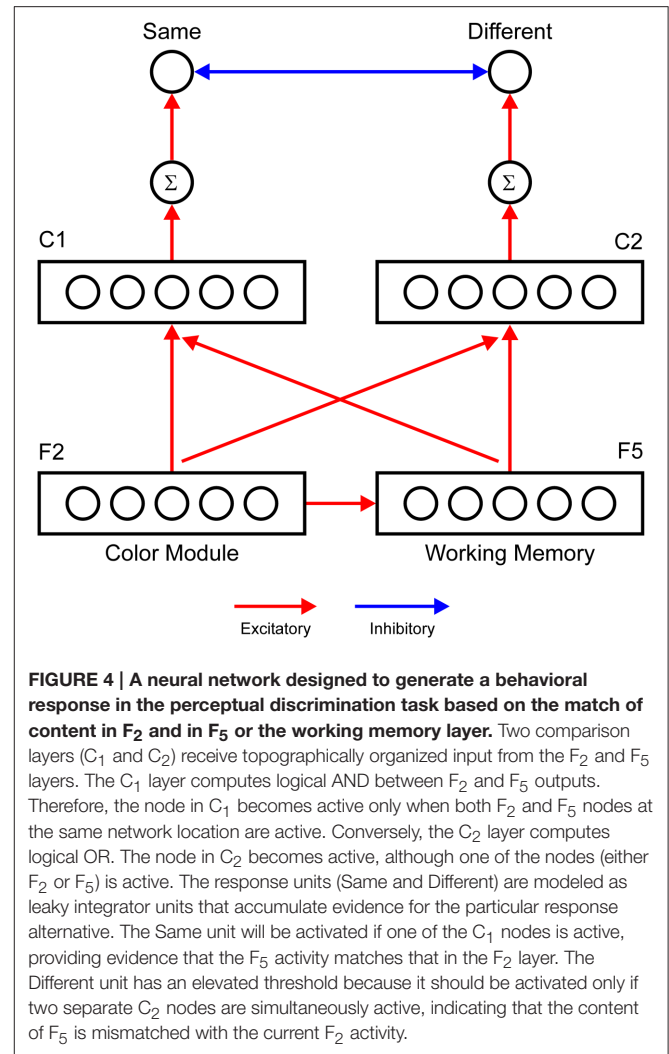 Same Different
Σ Σ
C1 C2
F2 F5
Color Module Working Memory
Excitatory Inhibitory
FIGURE 4 | A neural network designed to generate a behavioral
response in the perceptual discrimination task based on the match of
content in F₂ and in F₅ or the working memory layer. Two comparison
layers (C₁ and C₂) receive topographically organized input from the F₂ and F₅
layers. The C₁ layer computes logical AND between F₂ and F₅ outputs.
Therefore, the node in C₁ becomes active only when both F₂ and F₅ nodes at
the same network location are active. Conversely, the C₂ layer computes
logical OR. The node in C₂ becomes active, although one of the nodes (either
F₂ or F₅) is active. The response units (Same and Different) are modeled as
leaky integrator units that accumulate evidence for the particular response
alternative. The Same unit will be activated if one of the C₁ nodes is active,
providing evidence that the F₅ activity matches that in the F₂ layer. The
Different unit has an elevated threshold because it should be activated only if
two separate C₂ nodes are simultaneously active, indicating that the content
of F₅ is mismatched with the current F₂ activity.